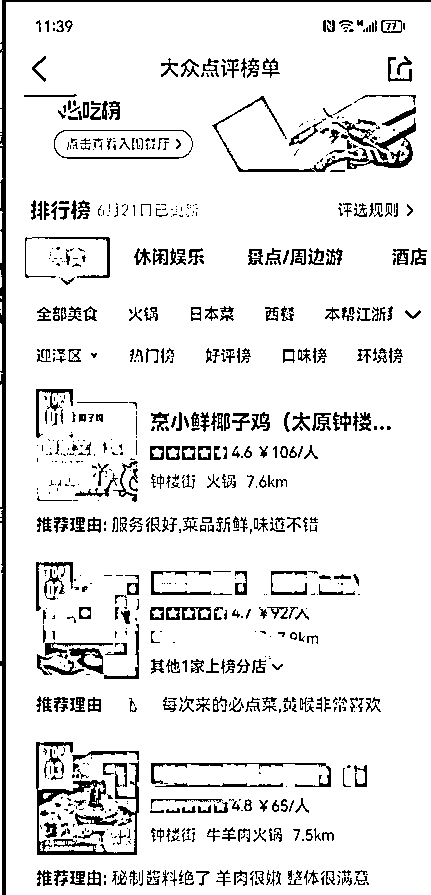 11:39
77
大众点评榜单
必吃榜
点击查看入围餐厅 >
排行榜 6月21日已更新
评选规则 >
美食 休闲娱乐 景点/周边游 酒店
全部美食 火锅 日本菜 西餐 本帮江浙
迎泽区 热门榜 好评榜 口味榜 环境榜
TOP 01
烹小鲜椰子鸡（太原钟楼...
4.6 ￥106/人
钟楼街 火锅 7.6km
推荐理由: 服务很好,菜品新鲜,味道不错
TOP 02
4.7 ￥92/人
7.9km
其他1家上榜分店
推荐理由 每次来的必点菜,黄喉非常喜欢
TOP 03
4.8 ￥65/人
钟楼街 牛羊肉火锅 7.5km
推荐理由: 秘制酱料绝了 羊肉很嫩 整体很满意